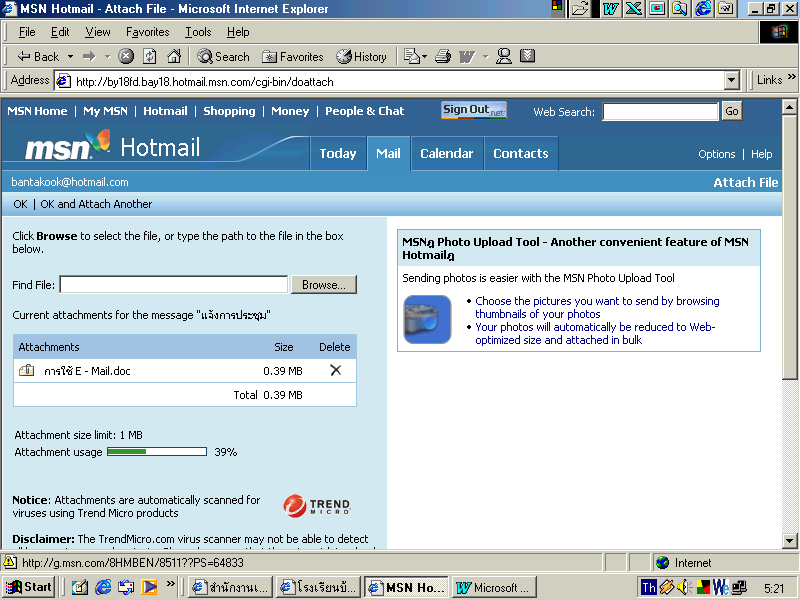 MSN Hotmail - Attach File - Microsoft Internet Explorer
File Edit View Favorites Tools Help
Back Search Favorites History
Address http://by18fd.bay18.hotmail.msn.com/cgi-bin/doattach Links »
MSN Home | My MSN | Hotmail | Shopping | Money | People & Chat Sign Out .net Web Search: Go
msn Hotmail Today Mail Calendar Contacts Options | Help
bantakook@hotmail.com Attach File
OK | OK and Attach Another
Click Browse to select the file, or type the path to the file in the box
below.
Find File: Browse...
Current attachments for the message "แจ้งการประชุม"
Attachments Size Delete
การใช้ E - Mail.doc 0.39 MB
Total 0.39 MB
Attachment size limit: 1 MB
Attachment usage 39%
Notice: Attachments are automatically scanned for
viruses using Trend Micro products
TREND
MICRO
Disclaimer: The TrendMicro.com virus scanner may not be able to detect
MSNฎ Photo Upload Tool - Another convenient feature of MSN
Hotmailฎ
Sending photos is easier with the MSN Photo Upload Tool
• Choose the pictures you want to send by browsing
thumbnails of your photos
• Your photos will automatically be reduced to Web-
optimized size and attached in bulk
http://g.msn.com/8HMBEN/8511??PS=64833 Internet
Start » สำนักงานเ... โรงเรียนบ้... MSN Ho... Microsoft ... Th 5:21